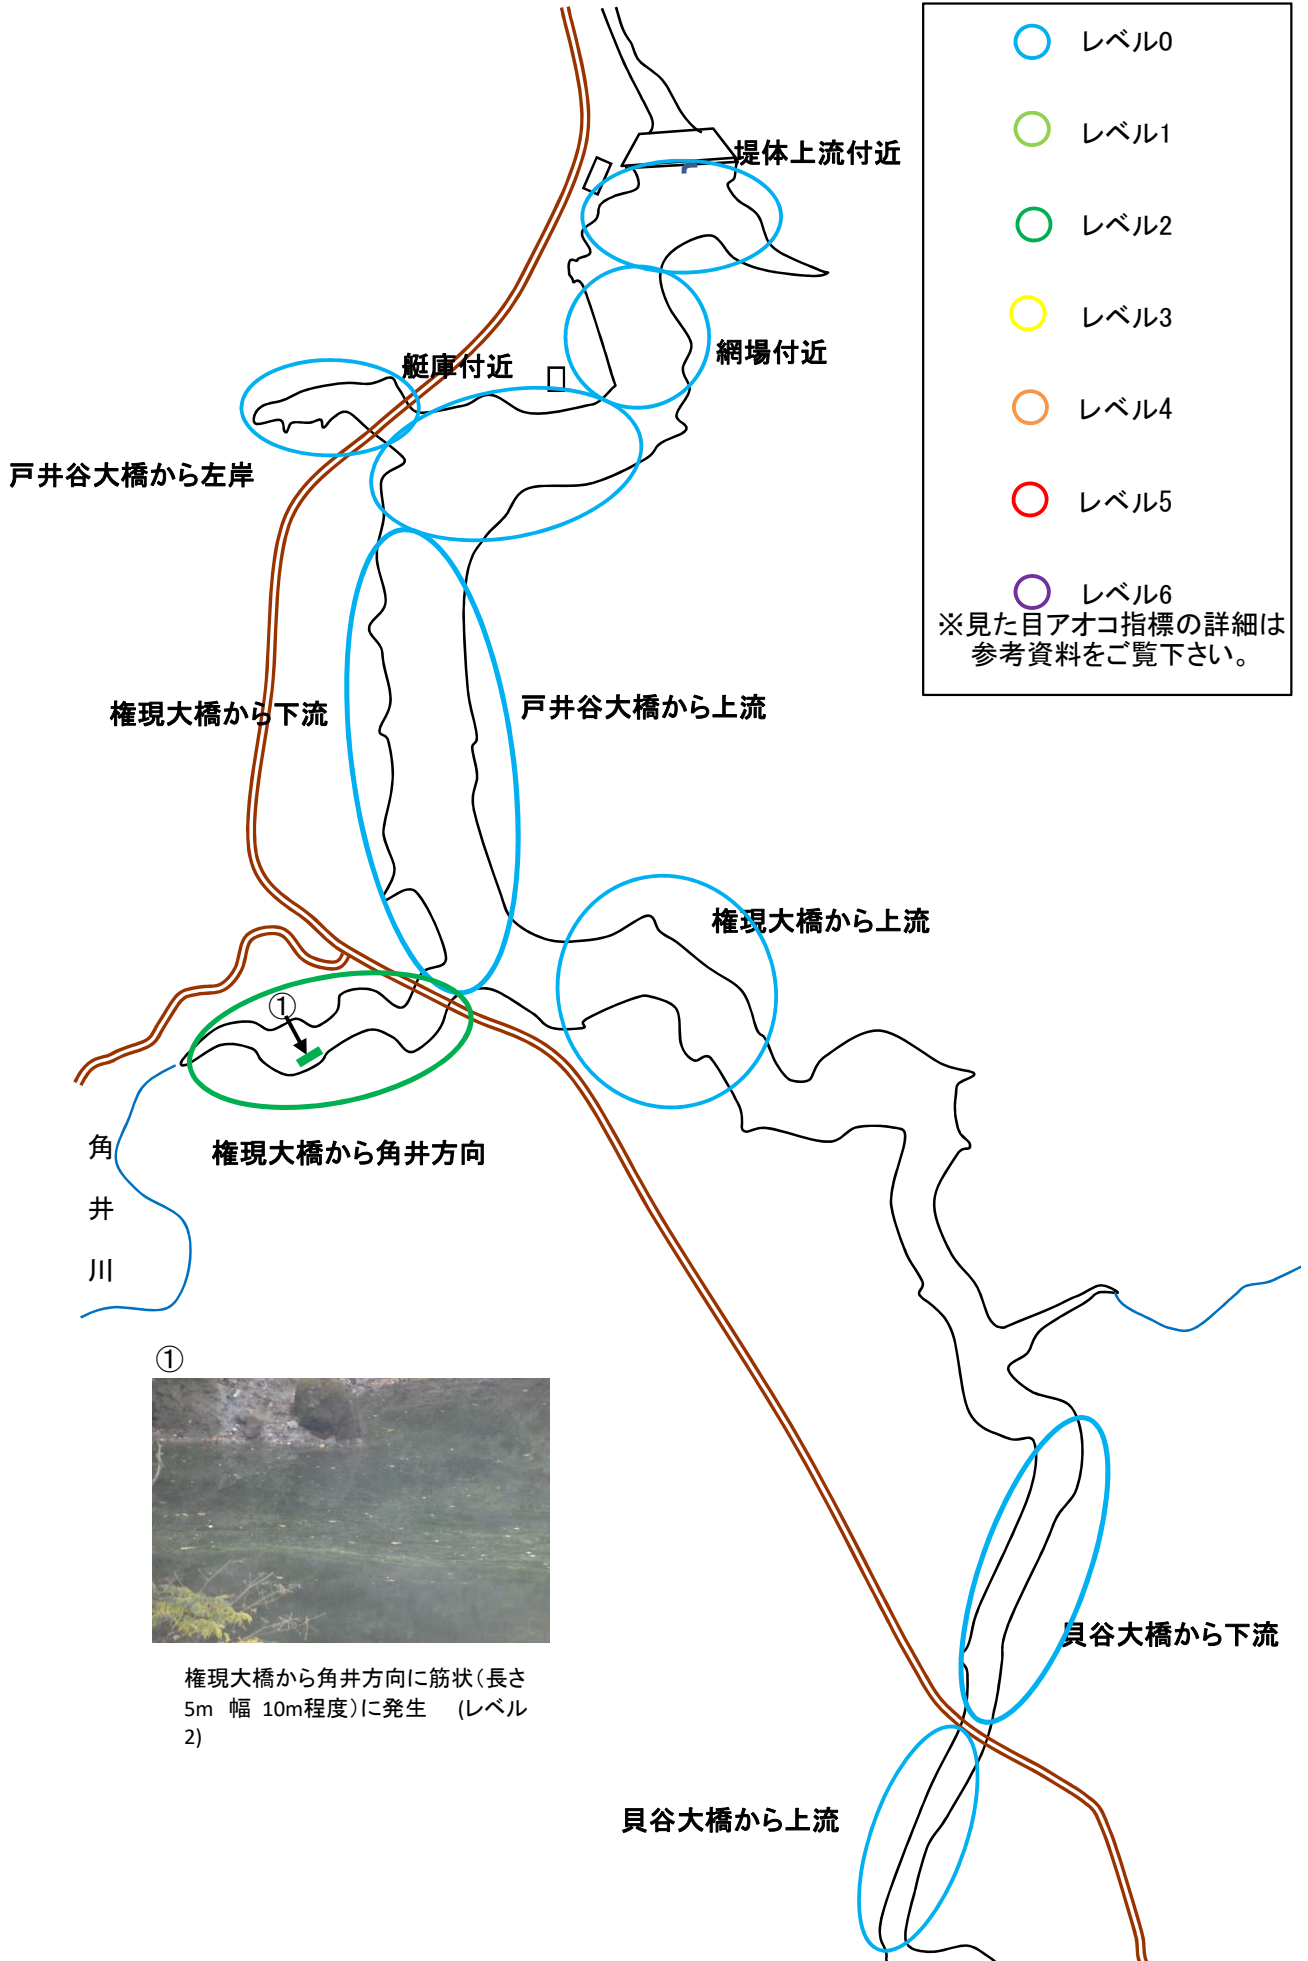 レベル0
レベル1
レベル2
レベル3
レベル4
レベル5
レベル6
※見た目アオコ指標の詳細は
参考資料をご覧下さい。
堤体上流付近
網場付近
艇庫付近
戸井谷大橋から左岸
権現大橋から下流
戸井谷大橋から上流
権現大橋から上流
①
権現大橋から角井方向
角
井
川
①
権現大橋から角井方向に筋状（長さ
5m 幅 10m程度）に発生 (レベル
2)
貝谷大橋から下流
貝谷大橋から上流